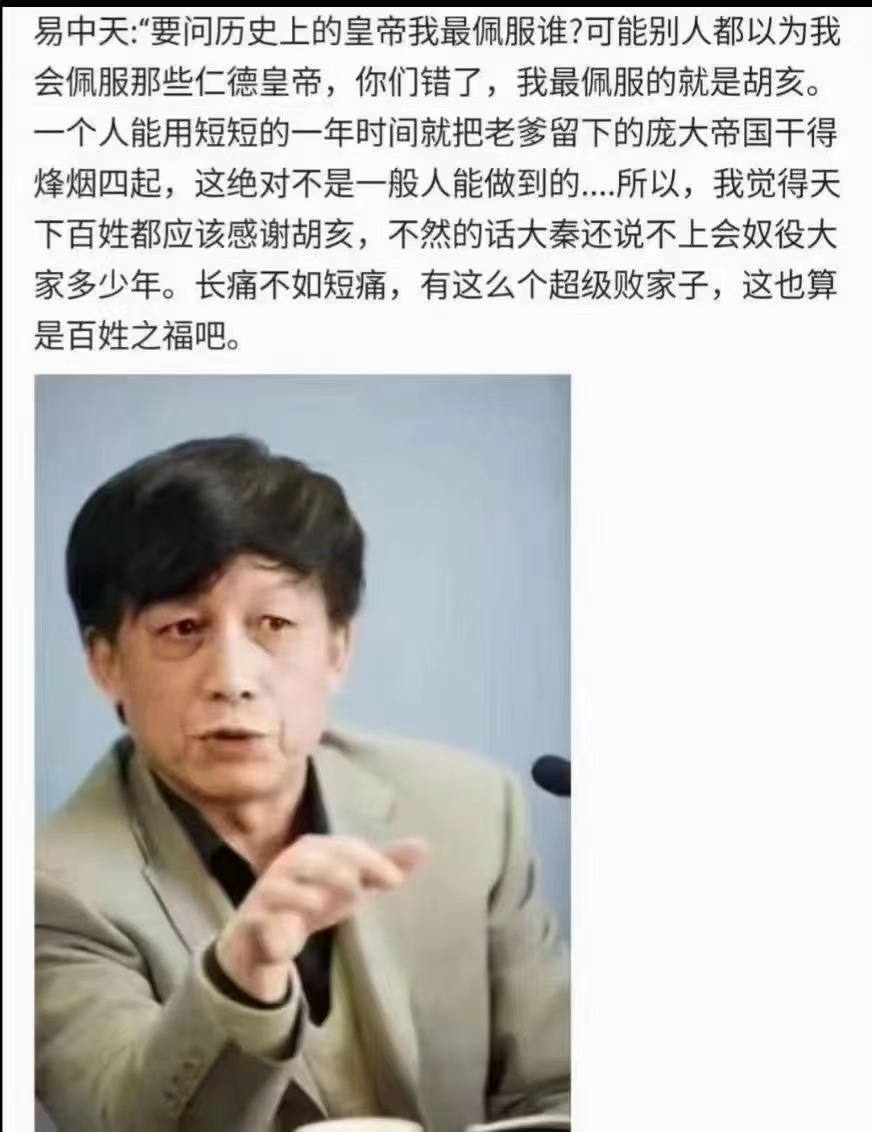 易中天:“要问历史上的皇帝我最佩服谁?可能别人都以为我
会佩服那些仁德皇帝，你们错了，我最佩服的就是胡亥。
一个人能用短短的一年时间就把老爹留下的庞大帝国干得
烽烟四起，这绝对不是一般人能做到的....所以，我觉得天
下百姓都应该感谢胡亥，不然的话大秦还说不上会奴役大
家多少年。长痛不如短痛，有这么个超级败家子，这也算
是百姓之福吧。